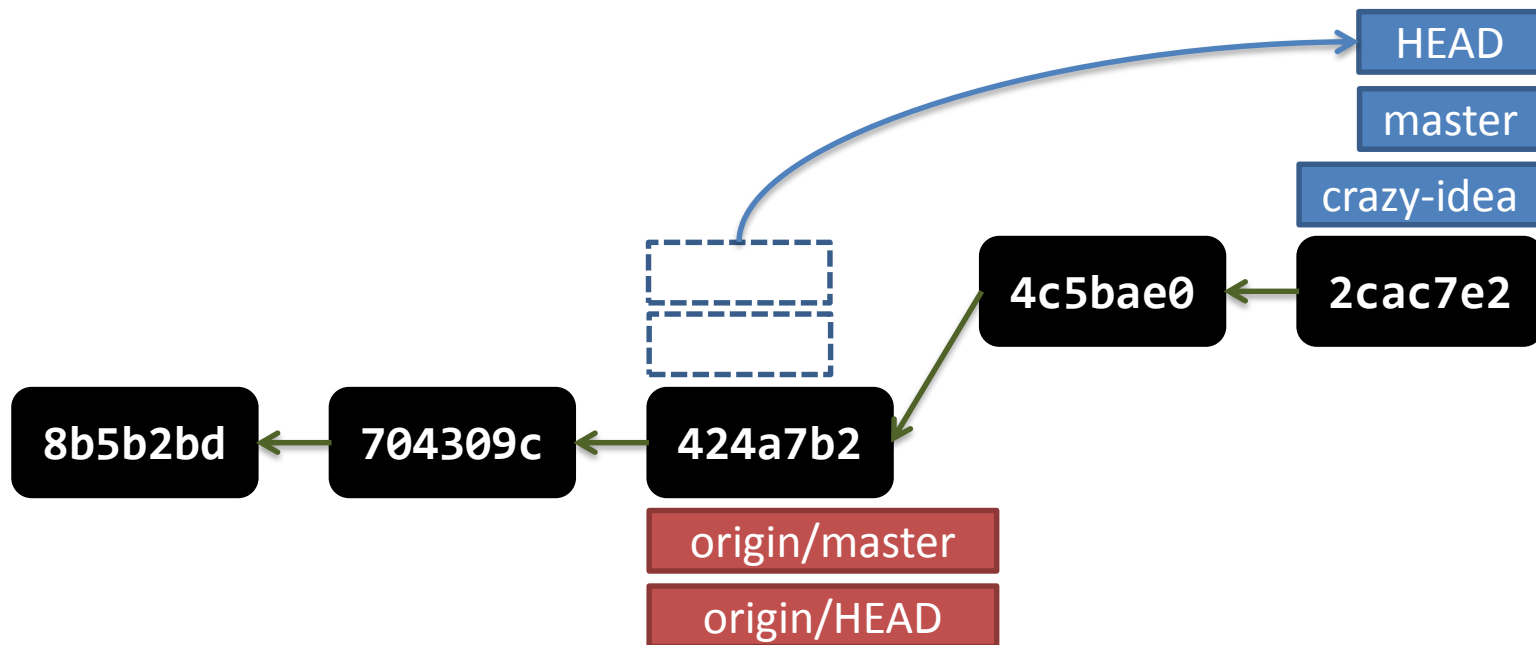 HEAD
master
crazy-idea
4c5bae0
2cac7e2
8b5b2bd
704309c
424a7b2
origin/master
origin/HEAD